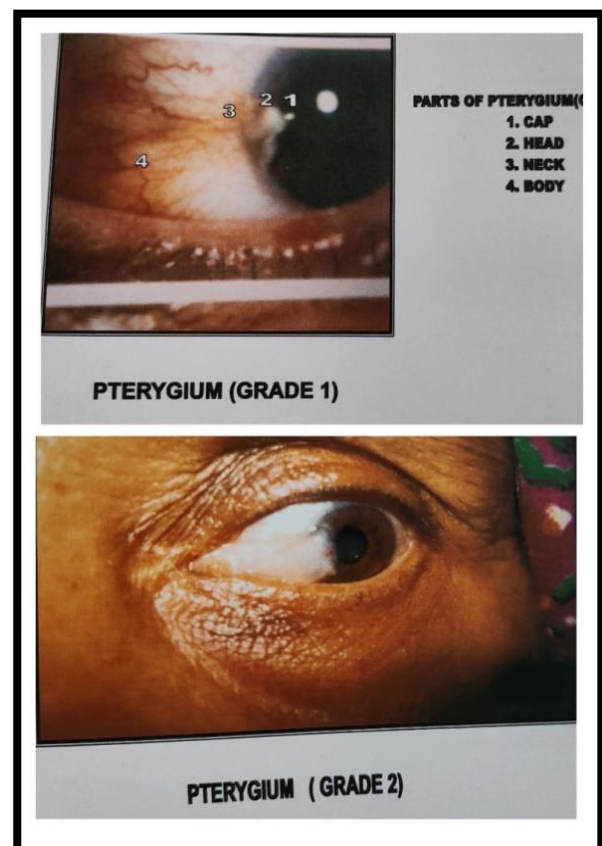 3
2
1
4
PARTS OF PTERYGIUM(
1. CAP
2. HEAD
3. NECK
4. BODY
PTERYGIUM (GRADE 1)
PTERYGIUM ( GRADE 2)